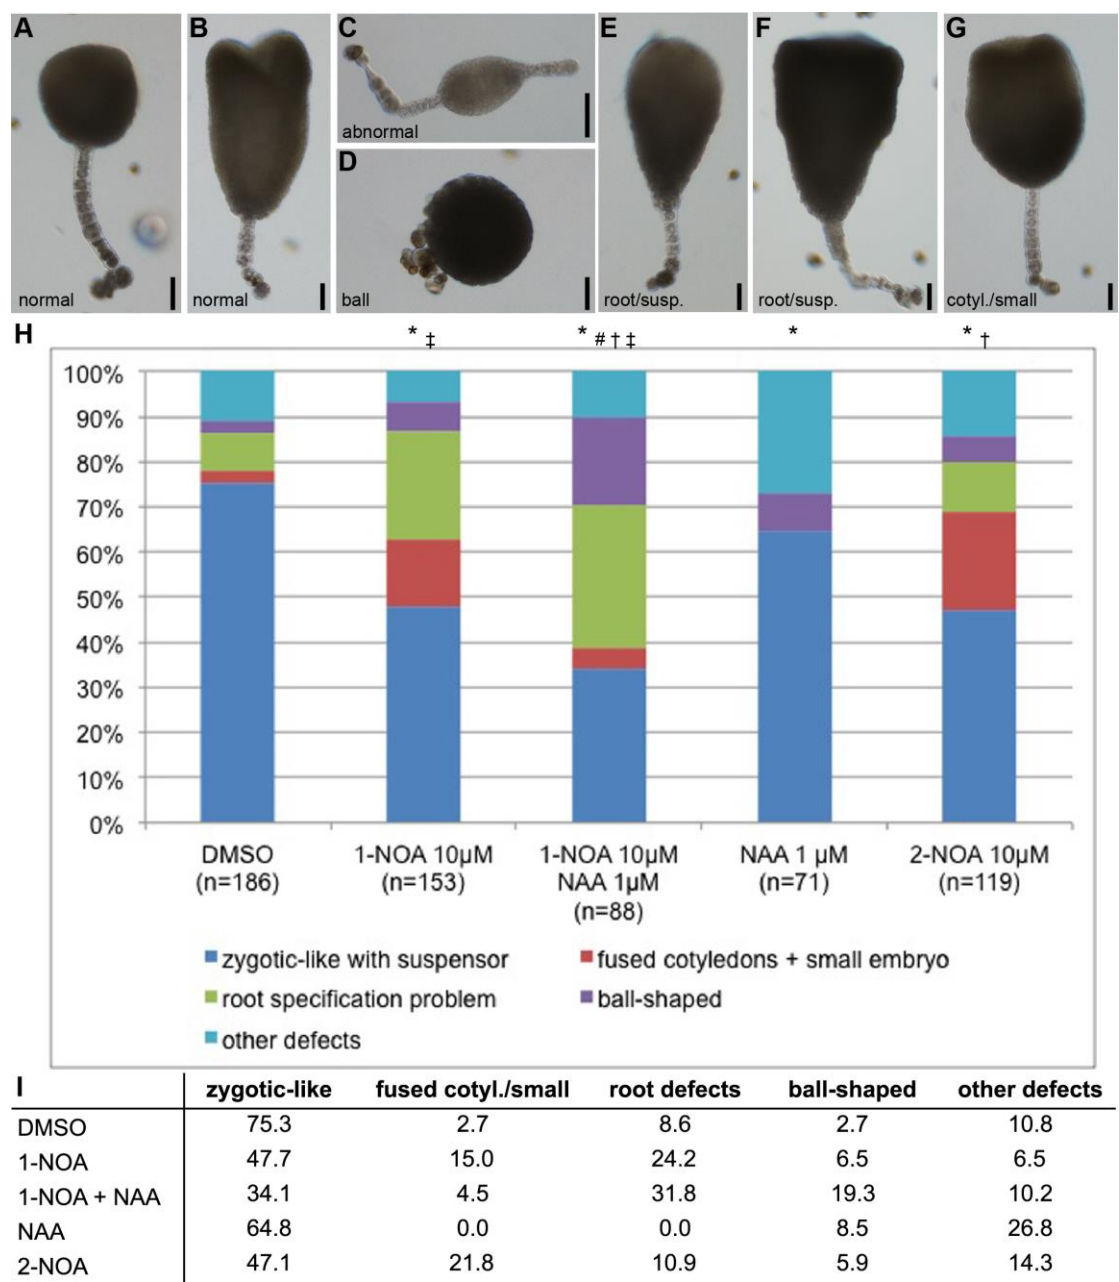 A
B
C
E
F
G
abnormal
D
normal
normal
ball
root/susp.
root/susp.
cotyl./small
H
* ‡
* # † ‡
*
* †
100%
90%
80%
70%
60%
50%
40%
30%
20%
10%
0%
DMSO
(n=186)
1-NOA 10µM
(n=153)
1-NOA 10µM
NAA 1µM
(n=88)
NAA 1 µM
(n=71)
2-NOA 10µM
(n=119)
zygotic-like with suspensor
fused cotyledons + small embryo
root specification problem
ball-shaped
other defects
I zygotic-like fused cotyl./small root defects ball-shaped other defects
DMSO 75.3 2.7 8.6 2.7 10.8
1-NOA 47.7 15.0 24.2 6.5 6.5
1-NOA + NAA 34.1 4.5 31.8 19.3 10.2
NAA 64.8 0.0 0.0 8.5 26.8
2-NOA 47.1 21.8 10.9 5.9 14.3